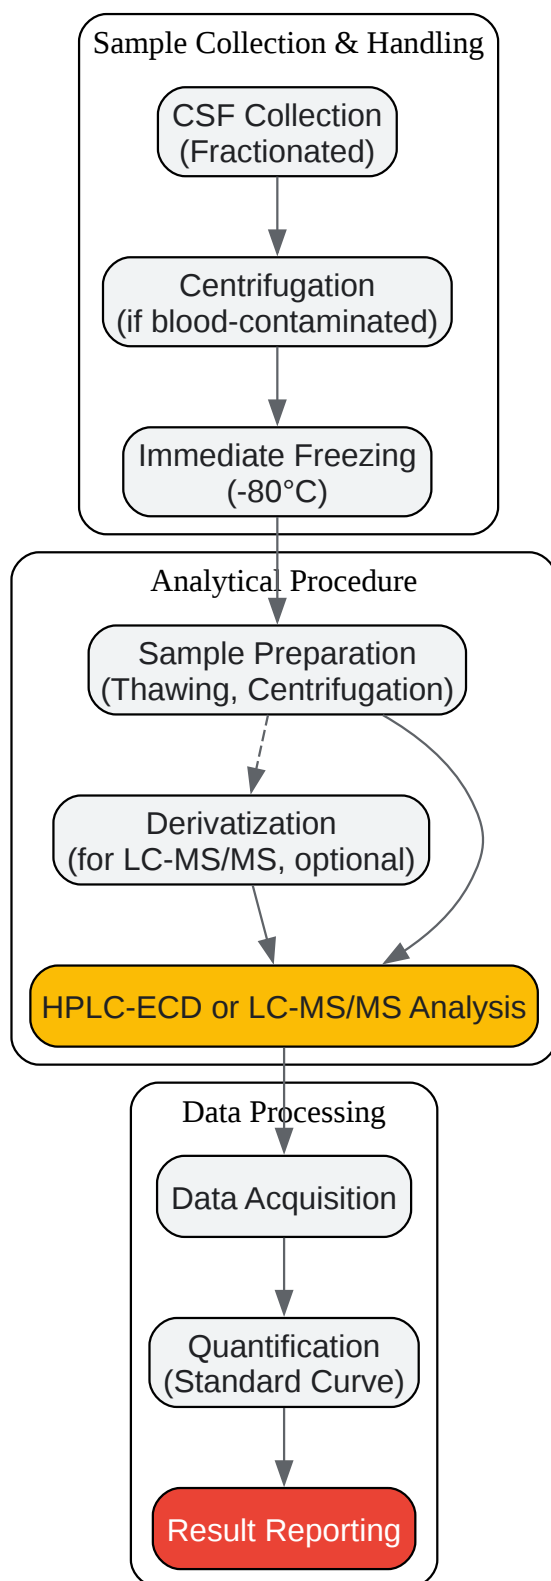 Sample Collection & Handling
CSF Collection
(Fractionated)
Centrifugation
(if blood-contaminated)
Immediate Freezing
(-80°C)
Analytical Procedure
Sample Preparation
(Thawing, Centrifugation)
Derivatization
(for LC-MS/MS, optional)
HPLC-ECD or LC-MS/MS Analysis
Data Processing
Data Acquisition
Quantification
(Standard Curve)
Result Reporting